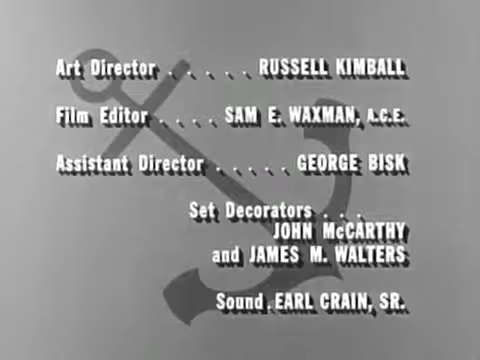 Art Director . . . . . RUSSELL KIMBALL
Film Editor . . . . SAM E. WAXMAN, A.C.E.
Assistant Director . . . . . GEORGE BISK
Set Decorators . . .
JOHN McCARTHY
and JAMES M. WALTERS
Sound . EARL CRAIN, SR.